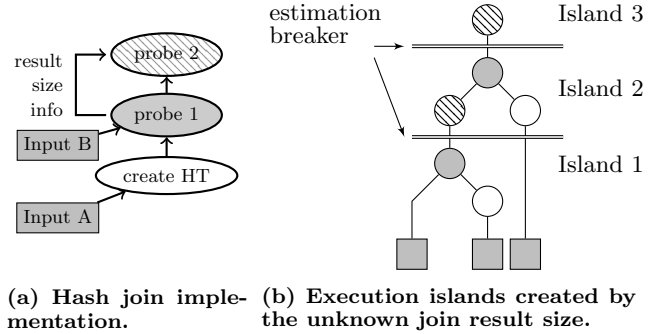 probe 2
result
size
info
probe 1
Input B
create HT
Input A
(a) Hash join imple-
mentation.
estimation
breaker
Island 3
Island 2
Island 1
(b) Execution islands created by
the unknown join result size.